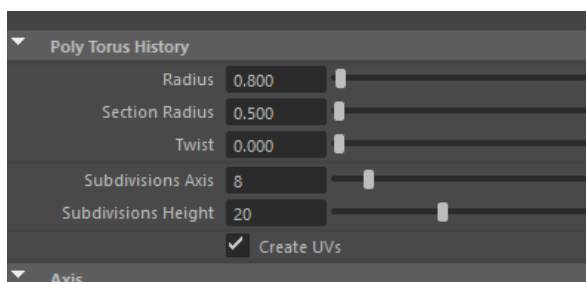 Poly Torus History
Radius 0.800
Section Radius 0.500
Twist 0.000
Subdivisions Axis 8
Subdivisions Height 20
Create UVs
Axis